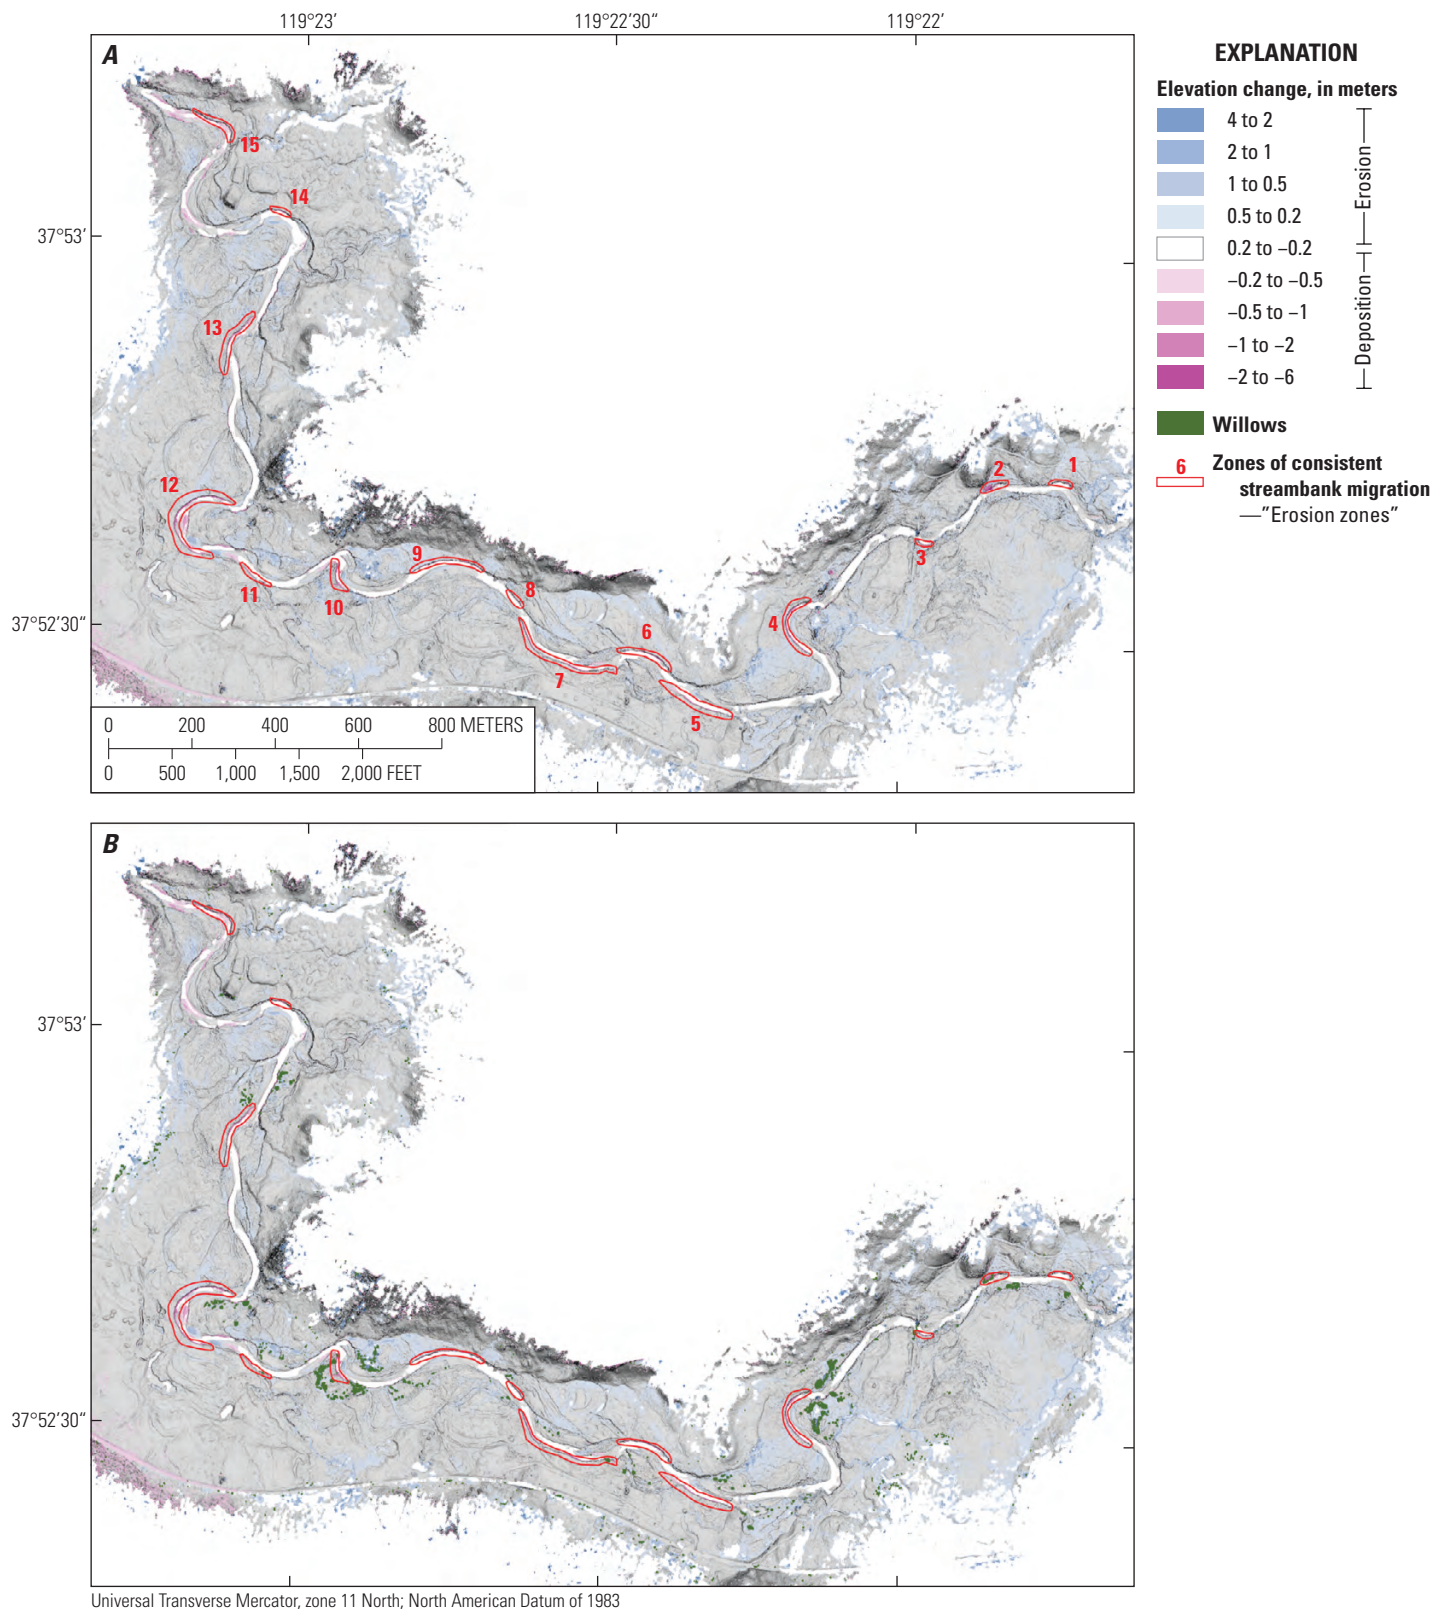 119°23’ 119°22’30” 119°22’
A
15
14
37°53’
13
12
2 1
3
9
11
10
8
4
6
37°52’30”
7
5
0 200 400 600 800 METERS
0 500 1,000 1,500 2,000 FEET
EXPLANATION
Elevation change, in meters
4 to 2
2 to 1
1 to 0.5
0.5 to 0.2
0.2 to −0.2
−0.2 to −0.5
−0.5 to −1
−1 to −2
−2 to −6
Erosion
Deposition
Willows
6 Zones of consistent
streambank migration
—”Erosion zones”
B
37°53’
37°52’30”
Universal Transverse Mercator, zone 11 North; North American Datum of 1983